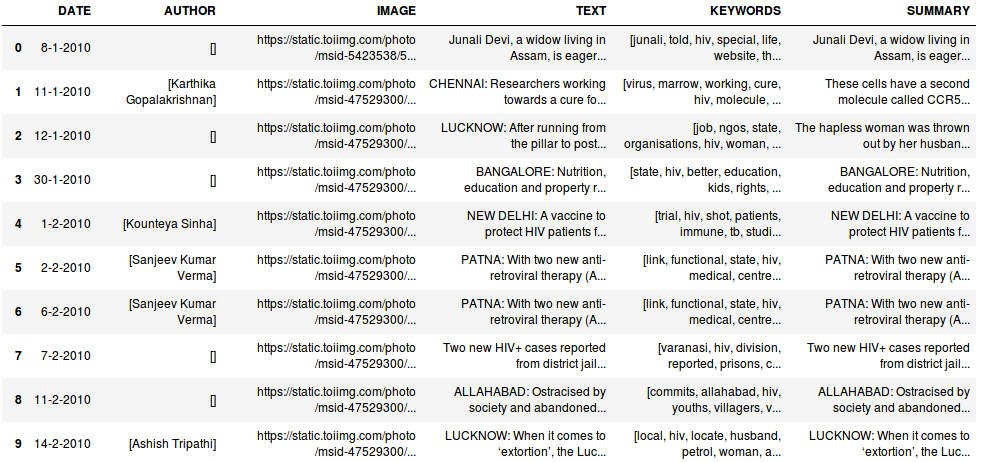 DATE AUTHOR IMAGE TEXT KEYWORDS SUMMARY
0 8-1-2010 [] https://static.toiimg.com/photo Junali Devi, a widow living in [junali, told, hiv, special, life, Junali Devi, a widow living in
/msid-5423538/5... Assam, is eager... website, th... Assam, is eager...
1 11-1-2010 [Karthika https://static.toiimg.com/photo CHENNAI: Researchers working [virus, marrow, working, cure, These cells have a second
Gopalakrishnan] /msid-47529300/... towards a cure fo... hiv, molecule, ... molecule called CCR5...
2 12-1-2010 [] https://static.toiimg.com/photo LUCKNOW: After running from [job, ngos, state, The hapless woman was thrown
/msid-47529300/... the pillar to post... organisations, hiv, woman, ... out by her husban...
3 30-1-2010 [] https://static.toiimg.com/photo BANGALORE: Nutrition, [state, hiv, better, education, BANGALORE: Nutrition,
/msid-47529300/... education and property r... kids, rights, ... education and property r...
4 1-2-2010 [Kounteya Sinha] https://static.toiimg.com/photo NEW DELHI: A vaccine to [trial, hiv, shot, patients, NEW DELHI: A vaccine to
/msid-47529300/... protect HIV patients f... immune, tb, studi... protect HIV patients f...
5 2-2-2010 [Sanjeev Kumar https://static.toiimg.com/photo PATNA: With two new anti- [link, functional, state, hiv, PATNA: With two new anti-
Verma] /msid-47529300/... retroviral therapy (A... medical, centre... retroviral therapy (A...
6 6-2-2010 [Sanjeev Kumar https://static.toiimg.com/photo PATNA: With two new anti- [link, functional, state, hiv, PATNA: With two new anti-
Verma] /msid-47529300/... retroviral therapy (A... medical, centre... retroviral therapy (A...
7 7-2-2010 [] https://static.toiimg.com/photo Two new HIV+ cases reported [varanasi, hiv, division, Two new HIV+ cases reported
/msid-47529300/... from district jail... reported, prisons, c... from district jail...
8 11-2-2010 [] https://static.toiimg.com/photo ALLAHABAD: Ostracised by [commits, allahabad, hiv, ALLAHABAD: Ostracised by
/msid-47529300/... society and abandoned... youths, villagers, v... society and abandoned...
9 14-2-2010 [Ashish Tripathi] https://static.toiimg.com/photo LUCKNOW: When it comes to [local, hiv, locate, husband, LUCKNOW: When it comes to
/msid-47529300/... ‘extortion’, the Luc... petrol, woman, a... ‘extortion’, the Luc...